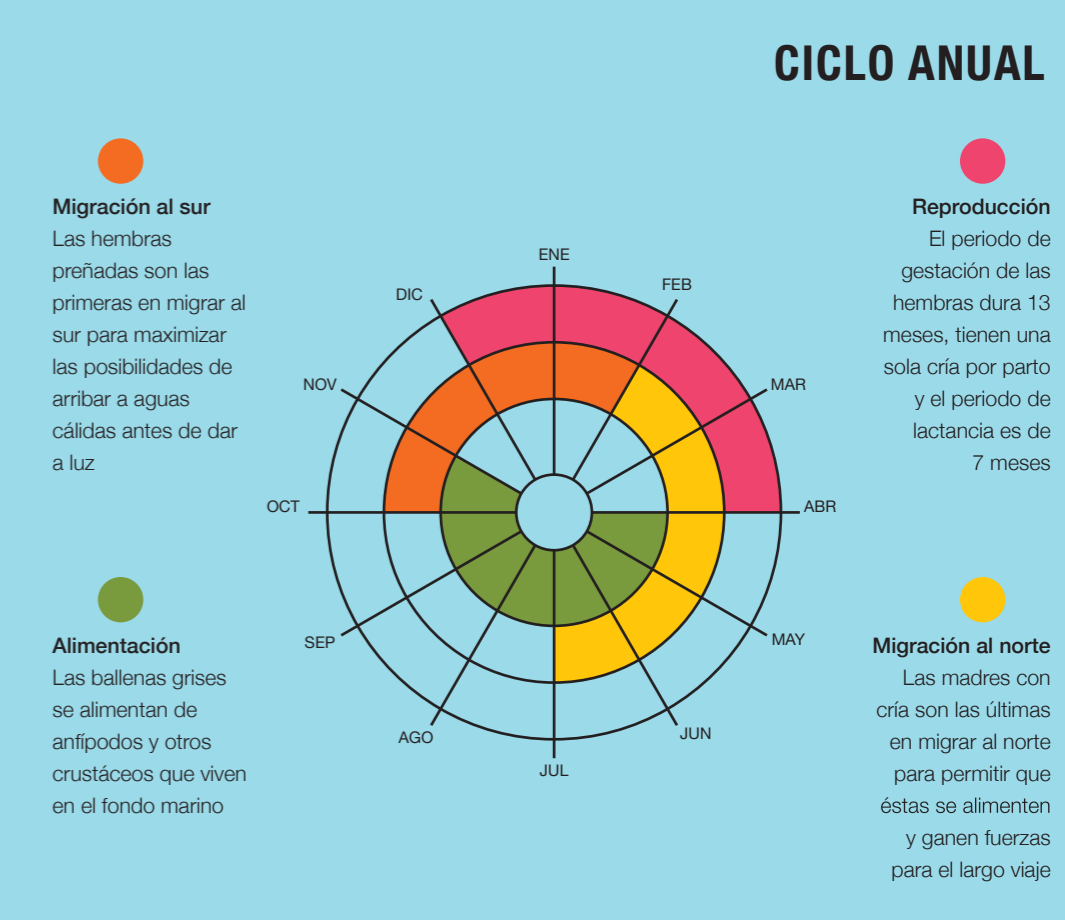 CICLO ANUAL
Migración al sur
Las hembras
preñadas son las
primeras en migrar al
sur para maximizar
las posibilidades de
arribar a aguas
cálidas antes de dar
a luz
Reproducción
El periodo de
gestación de las
hembras dura 13
meses, tienen una
sola cría por parto
y el periodo de
lactancia es de
7 meses
ENE
FEB
MAR
ABR
MAY
JUN
JUL
AGO
SEP
OCT
NOV
DIC
Alimentación
Las ballenas grises
se alimentan de
anfípodos y otros
crustáceos que viven
en el fondo marino
Migración al norte
Las madres con
cría son las últimas
en migrar al norte
para permitir que
éstas se alimenten
y ganen fuerzas
para el largo viaje